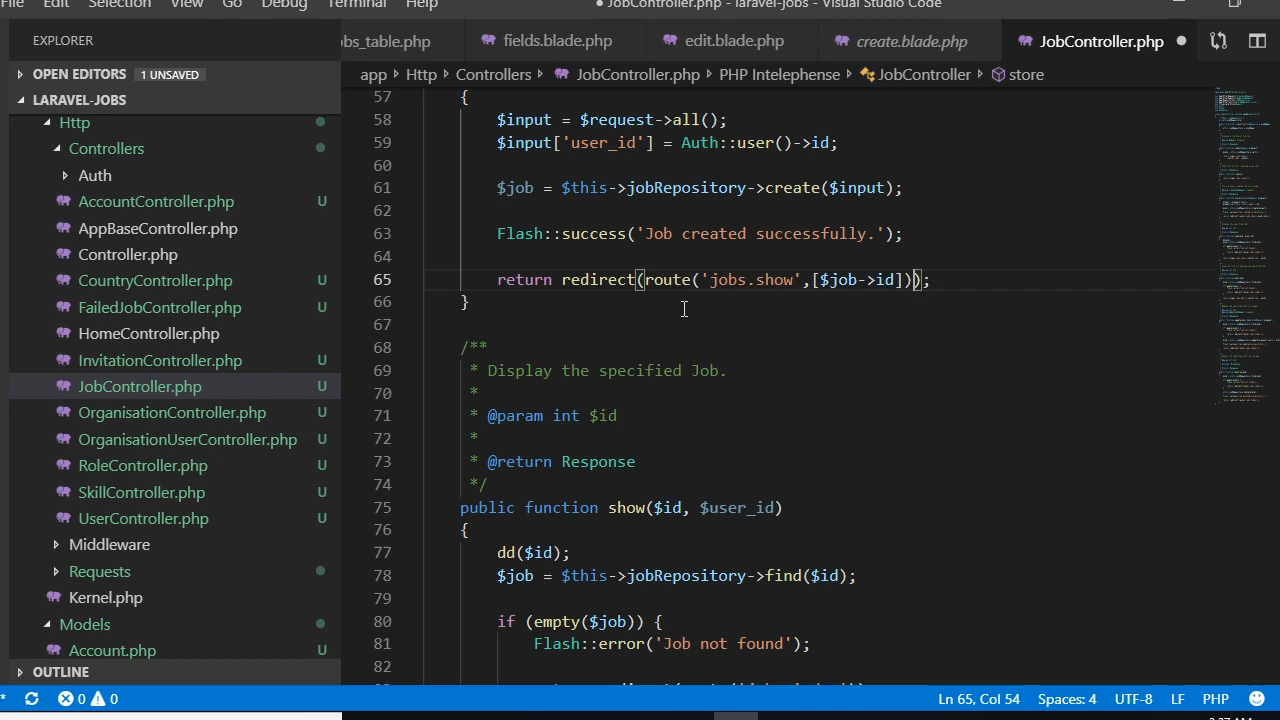 File Edit Selection View Go Debug Terminal Help
● JobController.php - laravel-jobs - Visual Studio Code
EXPLORER
OPEN EDITORS 1 UNSAVED
LARAVEL-JOBS
Http
Controllers
Auth
AccountController.php U
AppBaseController.php
Controller.php
CountryController.php U
FailedJobController.php U
HomeController.php
InvitationController.php U
JobController.php U
OrganisationController.php U
OrganisationUserController.php U
RoleController.php U
SkillController.php U
UserController.php U
Middleware
Requests
Kernel.php
Models
Account.php U
OUTLINE
obs_table.php fields.blade.php edit.blade.php create.blade.php JobController.php
app Http Controllers JobController.php PHP Intelephense JobController store
57 {
58 $input = $request->all();
59 $input['user_id'] = Auth::user()->id;
60
61 $job = $this->jobRepository->create($input);
62
63 Flash::success('Job created successfully.');
64
65 return redirect(route('jobs.show',[$job->id]));
66 }
67
68 /**
69 * Display the specified Job.
70 *
71 * @param int $id
72 *
73 * @return Response
74 */
75 public function show($id, $user_id)
76 {
77 dd($id);
78 $job = $this->jobRepository->find($id);
79
80 if (empty($job)) {
81 Flash::error('Job not found');
82
0 0 Ln 65, Col 54 Spaces: 4 UTF-8 LF PHP